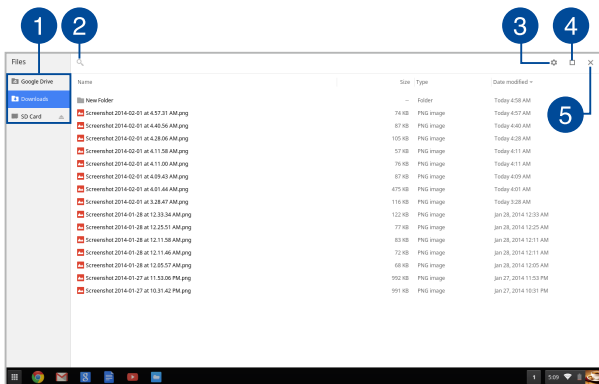 1 2 3 4
Files
Google Drive
Downloads
SD Card
Name Size Type Date modified
New Folder -- Folder Today 4:58 AM
Screenshot 2014-02-01 at 4.57.31 AM.png 74 KB PNG image Today 4:57 AM
Screenshot 2014-02-01 at 4.40.56 AM.png 87 KB PNG image Today 4:40 AM
Screenshot 2014-02-01 at 4.28.06 AM.png 105 KB PNG image Today 4:28 AM
Screenshot 2014-02-01 at 4.11.58 AM.png 57 KB PNG image Today 4:11 AM
Screenshot 2014-02-01 at 4.11.00 AM.png 76 KB PNG image Today 4:11 AM
Screenshot 2014-02-01 at 4.09.43 AM.png 87 KB PNG image Today 4:09 AM
Screenshot 2014-02-01 at 4.01.44 AM.png 475 KB PNG image Today 4:01 AM
Screenshot 2014-02-01 at 3.28.47 AM.png 116 KB PNG image Today 3:28 AM
Screenshot 2014-01-28 at 12.33.34 AM.png 122 KB PNG image Jan 28, 2014 12:33 AM
Screenshot 2014-01-28 at 12.25.51 AM.png 77 KB PNG image Jan 28, 2014 12:25 AM
Screenshot 2014-01-28 at 12.11.58 AM.png 83 KB PNG image Jan 28, 2014 12:11 AM
Screenshot 2014-01-28 at 12.11.46 AM.png 72 KB PNG image Jan 28, 2014 12:11 AM
Screenshot 2014-01-28 at 12.05.57 AM.png 68 KB PNG image Jan 28, 2014 12:05 AM
Screenshot 2014-01-27 at 11.53.06 PM.png 992 KB PNG image Jan 27, 2014 11:53 PM
Screenshot 2014-01-27 at 10.31.42 PM.png 991 KB PNG image Jan 27, 2014 10:31 PM
5
8 1 5:09